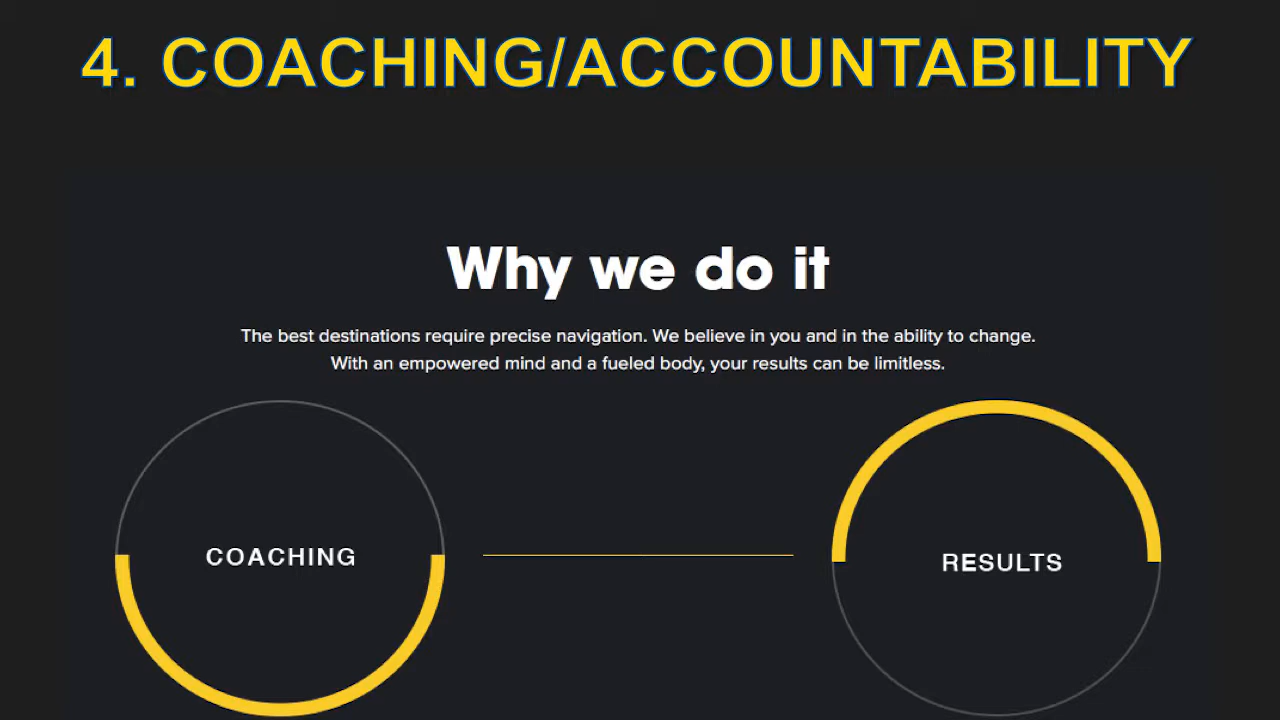 4. COACHING/ACCOUNTABILITY
Why we do it
The best destinations require precise navigation. We believe in you and in the ability to change.
With an empowered mind and a fueled body, your results can be limitless.
COACHING
RESULTS